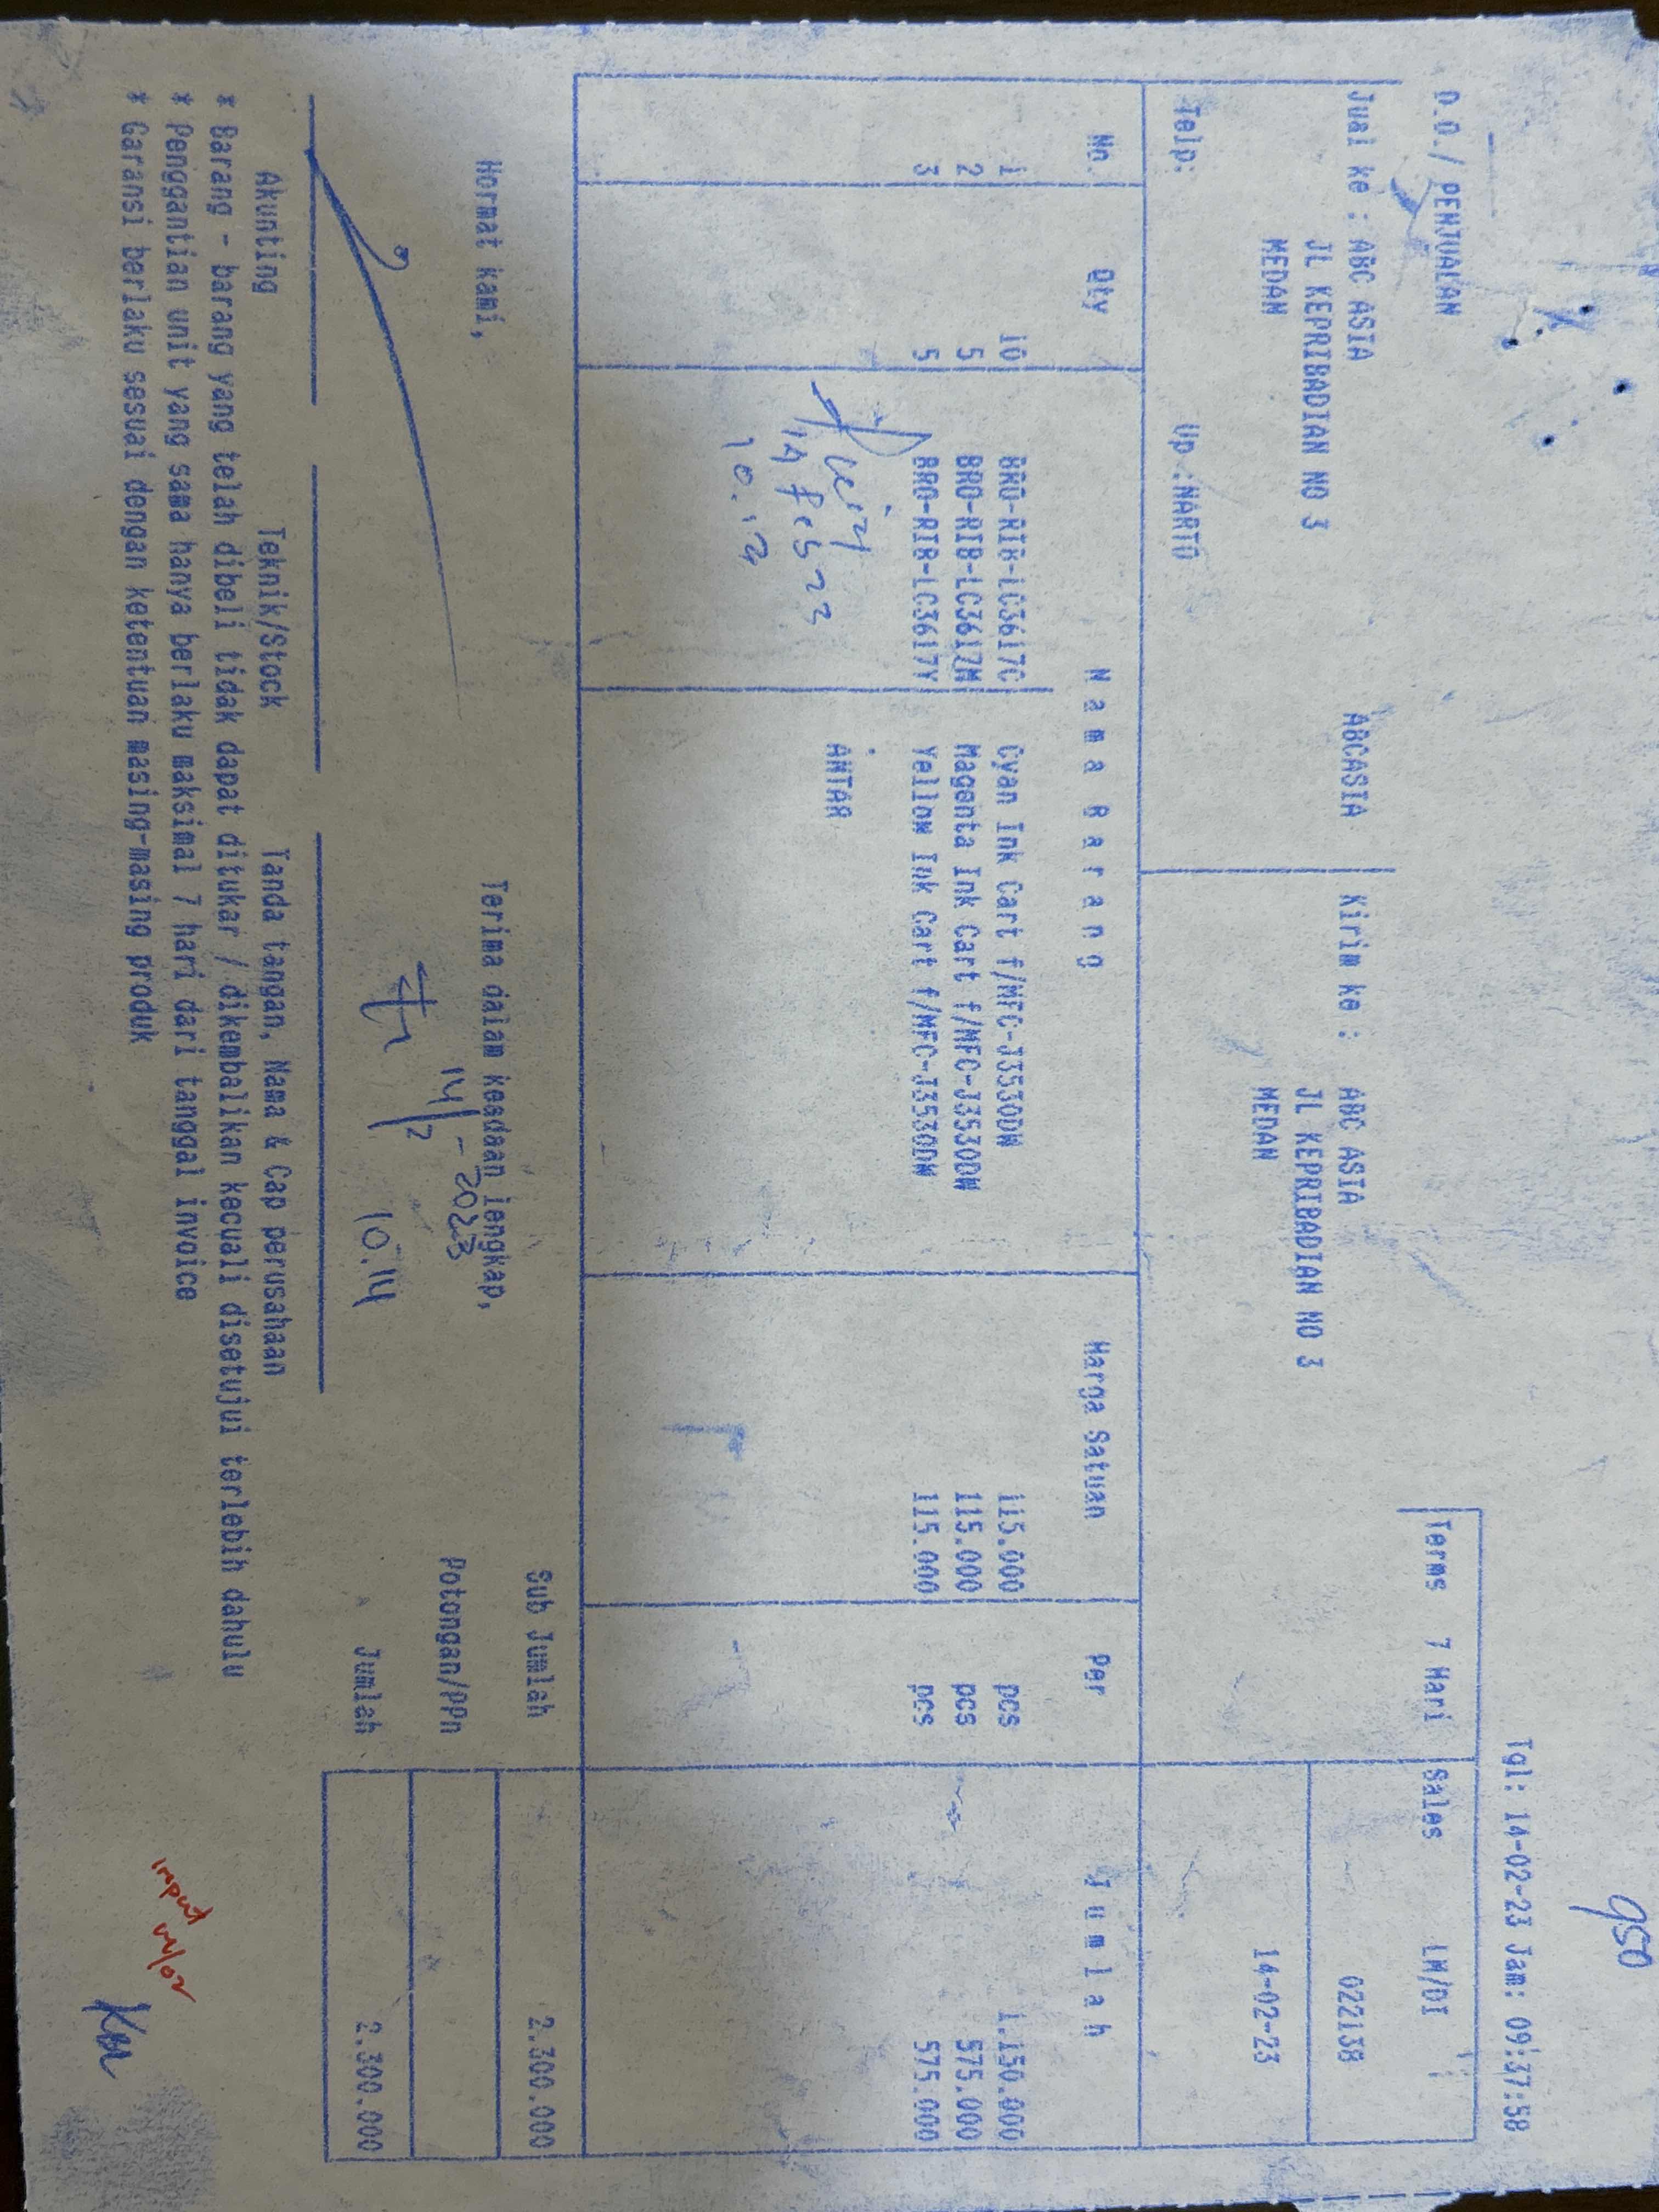 950
Tgl: 14-02-23 Jam: 09:37:58
D.O./ PENJUALAN
Terms 7 Hari Sales LM/DI
Jual ke : ABC ASIA ABCASIA Kirim ke : ABC ASIA 022138
JL KEPRIBADIAN NO 3 JL KEPRIBADIAN NO 3
MEDAN MEDAN 14-02-23
Telp: Up :NARTO
No. Qty Nama Barang Harga Satuan Per Jumlah
1 10 BRO-RIB-LC3617C Cyan Ink Cart f/MFC-J3530DW 115.000 pcs 1.150.000
2 5 BRO-RIB-LC3617M Magenta Ink Cart f/MFC-J3530DW 115.000 pcs 575.000
3 5 BRO-RIB-LC3617Y Yellow Ink Cart f/MFC-J3530DW 115.000 pcs 575.000
ANTAR
14 Feb 23
10.12
Sub Jumlah 2.300.000
Hormat kami, Terima dalam keadaan lengkap,
14/2-2023
Potongan/PPn
10.14
Jumlah 2.300.000
Akunting Teknik/Stock Tanda tangan, Nama & Cap perusahaan
* Barang - barang yang telah dibeli tidak dapat ditukar / dikembalikan kecuali disetujui terlebih dahulu
* Penggantian unit yang sama hanya berlaku maksimal 7 hari dari tanggal invoice
* Garansi berlaku sesuai dengan ketentuan masing-masing produk
input